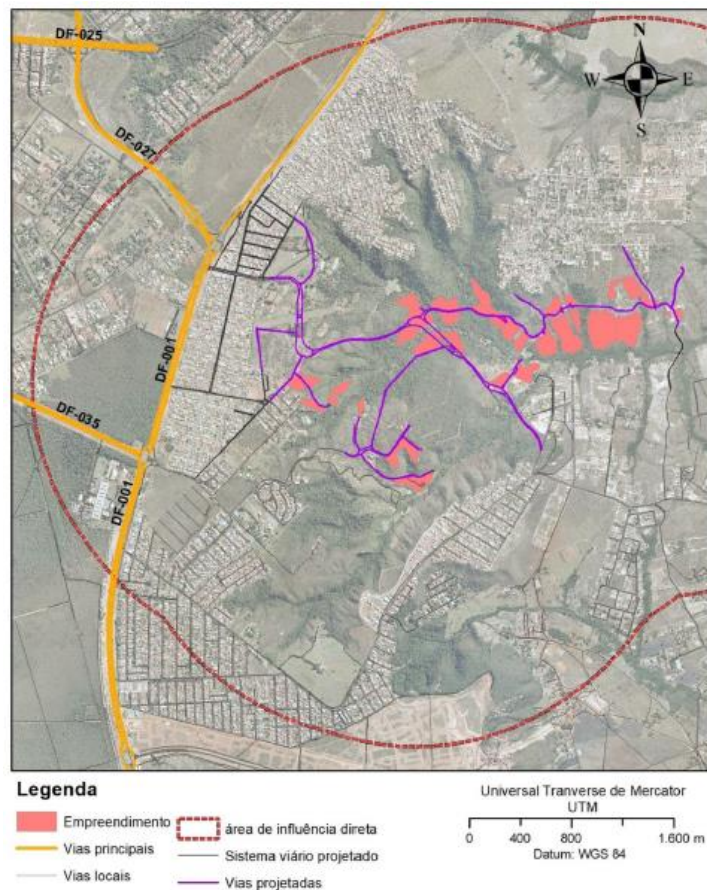 DF-025
N
W
E
S
DF-027
DF-001
DF-035
DF-001
Legenda
Empreendimento
Vias principais
Vias locais
área de influência direta
Sistema viário projetado
Vias projetadas
Universal Tranverse de Mercator
UTM
0 400 800 1.600 m
Datum: WGS 84